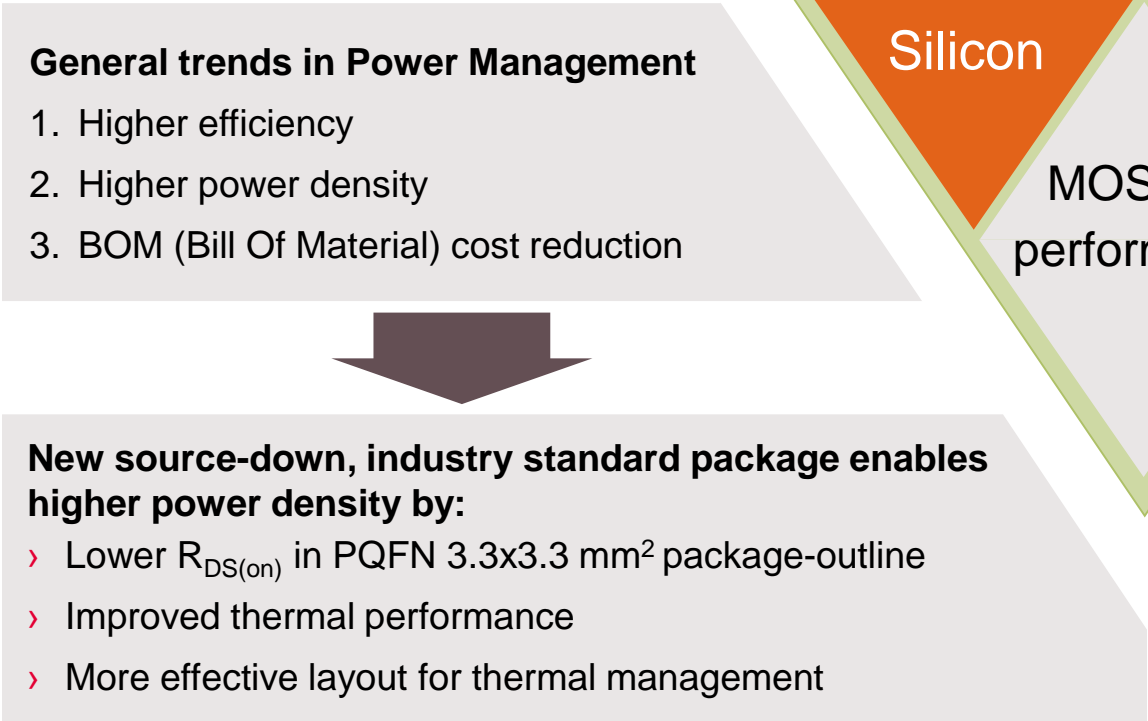 General trends in Power Management
1. Higher efficiency
2. Higher power density
3. BOM (Bill Of Material) cost reduction
Silicon
MOS
perfor
New source-down, industry standard package enables
higher power density by:
› Lower RDS(on) in PQFN 3.3x3.3 mm2 package-outline
› Improved thermal performance
› More effective layout for thermal management